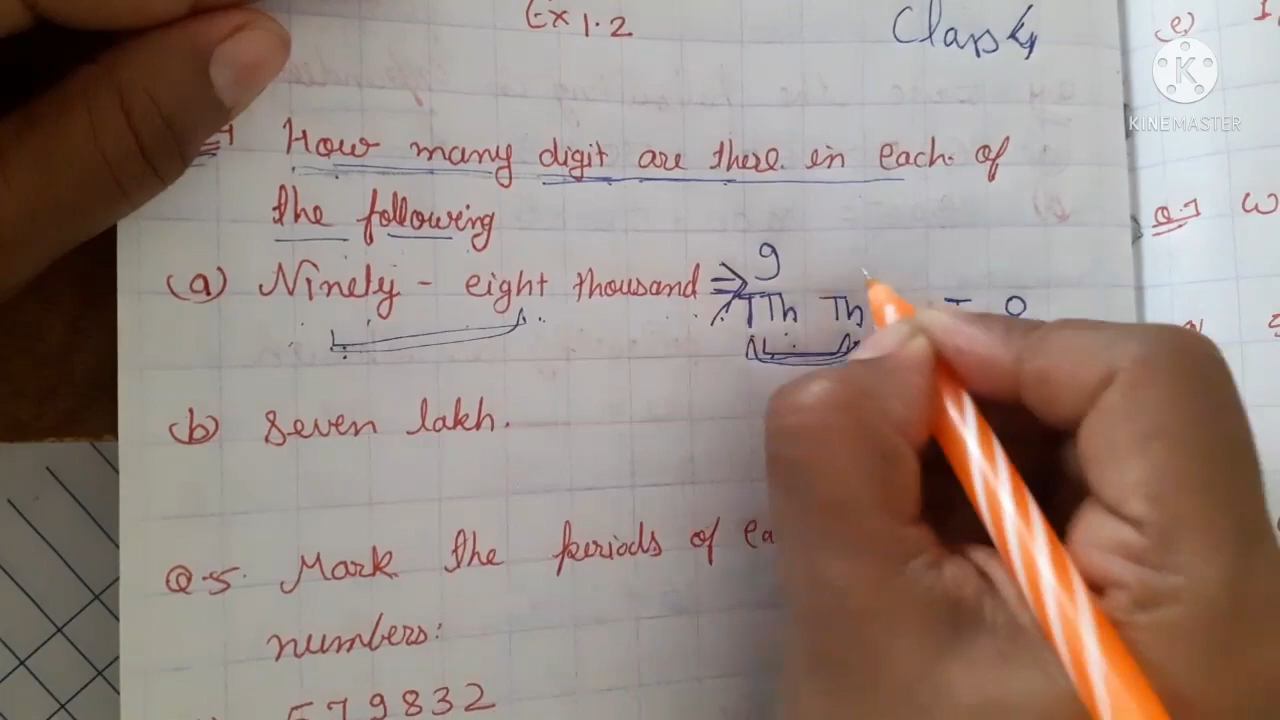 Ex 1.2
Class 4
(e)
KINEMASTER
How many digit are there in each of
the following
Q.7
(a) Ninety - eight thousand ⇒ 9
TTh Th T O
(b) Seven lakh.
Q.5. Mark the periods of ea
numbers:
579832